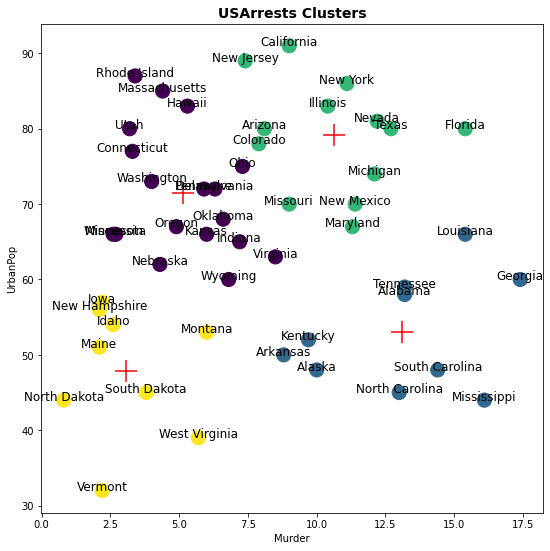 USArrests Clusters
California
New Jersey
Rhode Island
New York
Massachusetts
Hawaii
Illinois
Nevada
Utah
Arizona
Texas
Florida
Colorado
Connecticut
Ohio
Michigan
Washington
Delaware
Pennsylvania
Missouri
New Mexico
Oklahoma
Oregon
Maryland
Wisconsin
Minnesota
Kansas
Louisiana
Indiana
Virginia
Nebraska
Wyoming
Georgia
Tennessee
Alabama
Iowa
New Hampshire
Idaho
Montana
Kentucky
Maine
Arkansas
Alaska
South Carolina
South Dakota
North Carolina
North Dakota
Mississippi
West Virginia
Vermont
90
80
70
60
50
40
30
UrbanPop
0.0 2.5 5.0 7.5 10.0 12.5 15.0 17.5
Murder